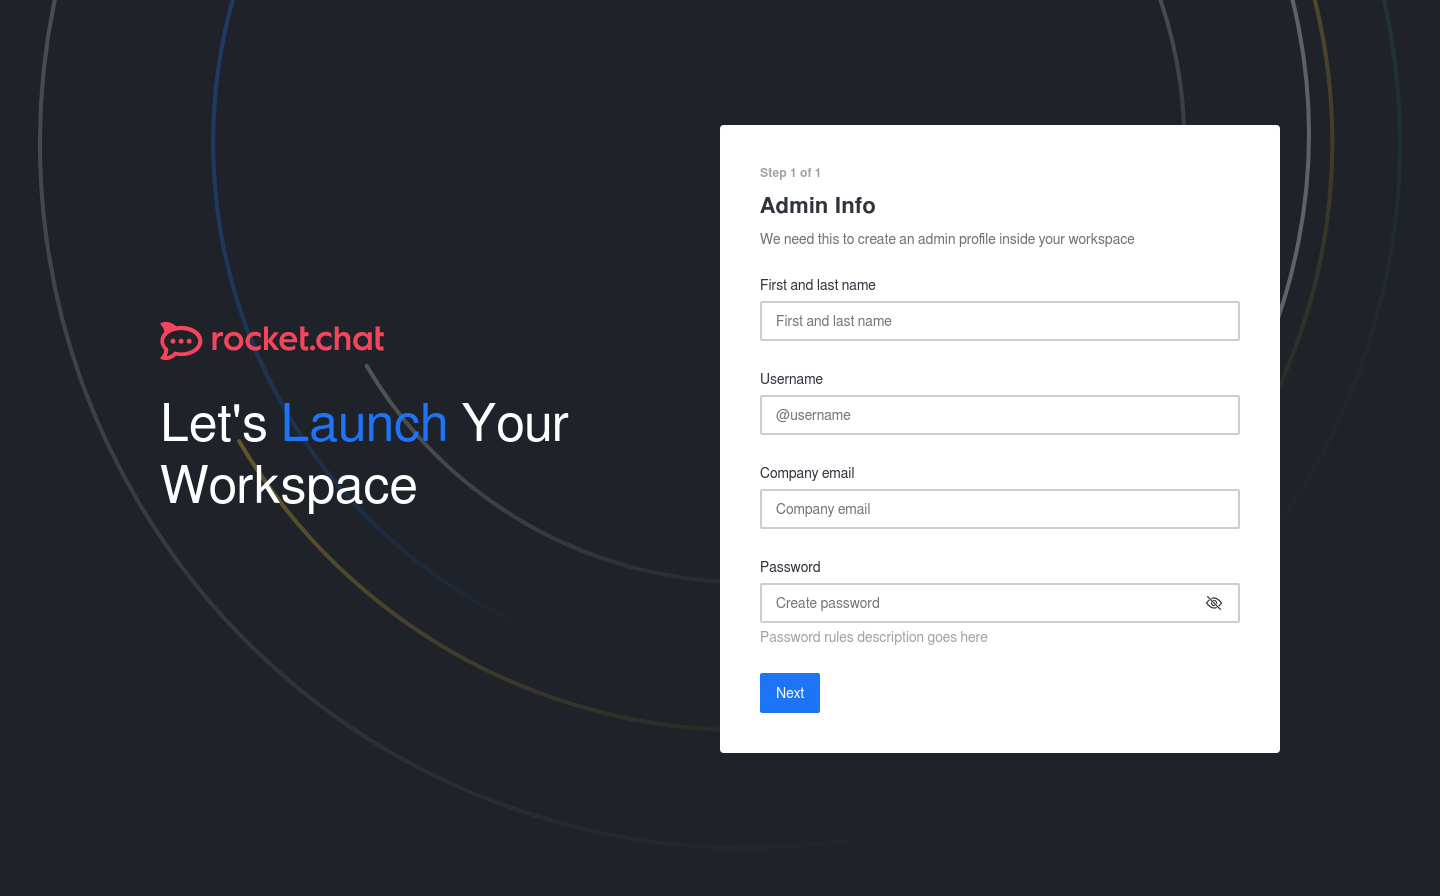 rocket.chat
Let's Launch Your
Workspace
Step 1 of 1
Admin Info
We need this to create an admin profile inside your workspace
First and last name
First and last name
Username
@username
Company email
Company email
Password
Create password
Password rules description goes here
Next